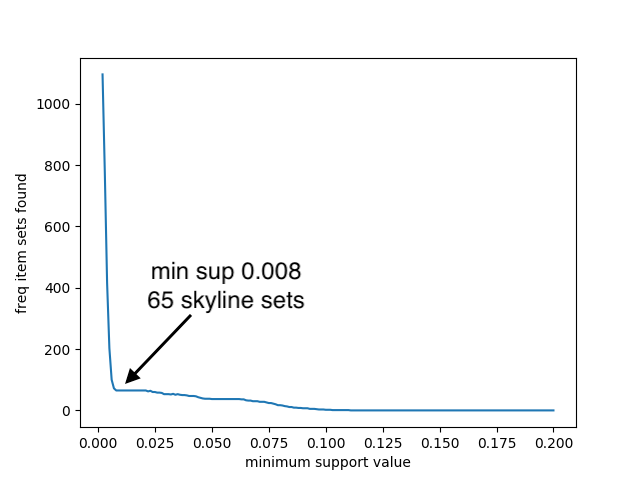 1000
800
600
400
200
0
freq item sets found
min sup 0.008
65 skyline sets
0.000 0.025 0.050 0.075 0.100 0.125 0.150 0.175 0.200
minimum support value